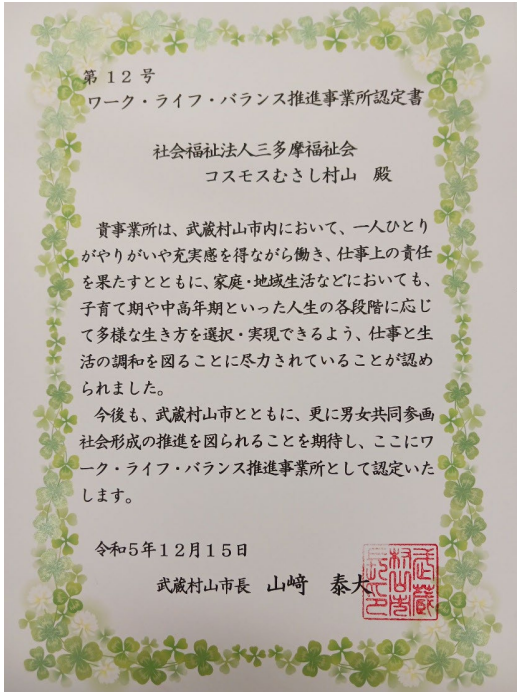 第１２号
ワーク・ライフ・バランス推進事業所認定書
社会福祉法人三多摩福祉会
コスモスむさし村山　殿
貴事業所は、武蔵村山市内において、一人ひとり
がやりがいや充実感を得ながら働き、仕事上の責任
を果たすとともに、家庭・地域生活などにおいても、
子育て期や中高年期といった人生の各段階に応じ
て多様な生き方を選択・実現できるよう、仕事と生
活の調和を図ることに尽力されていることが認め
られました。
今後も、武蔵村山市とともに、更に男女共同参画
社会形成の推進を図られることを期待し、ここにワ
ーク・ライフ・バランス推進事業所として認定いた
します。
令和５年１２月１５日
武蔵村山市長　山﨑　泰大
武蔵
村山市
長印